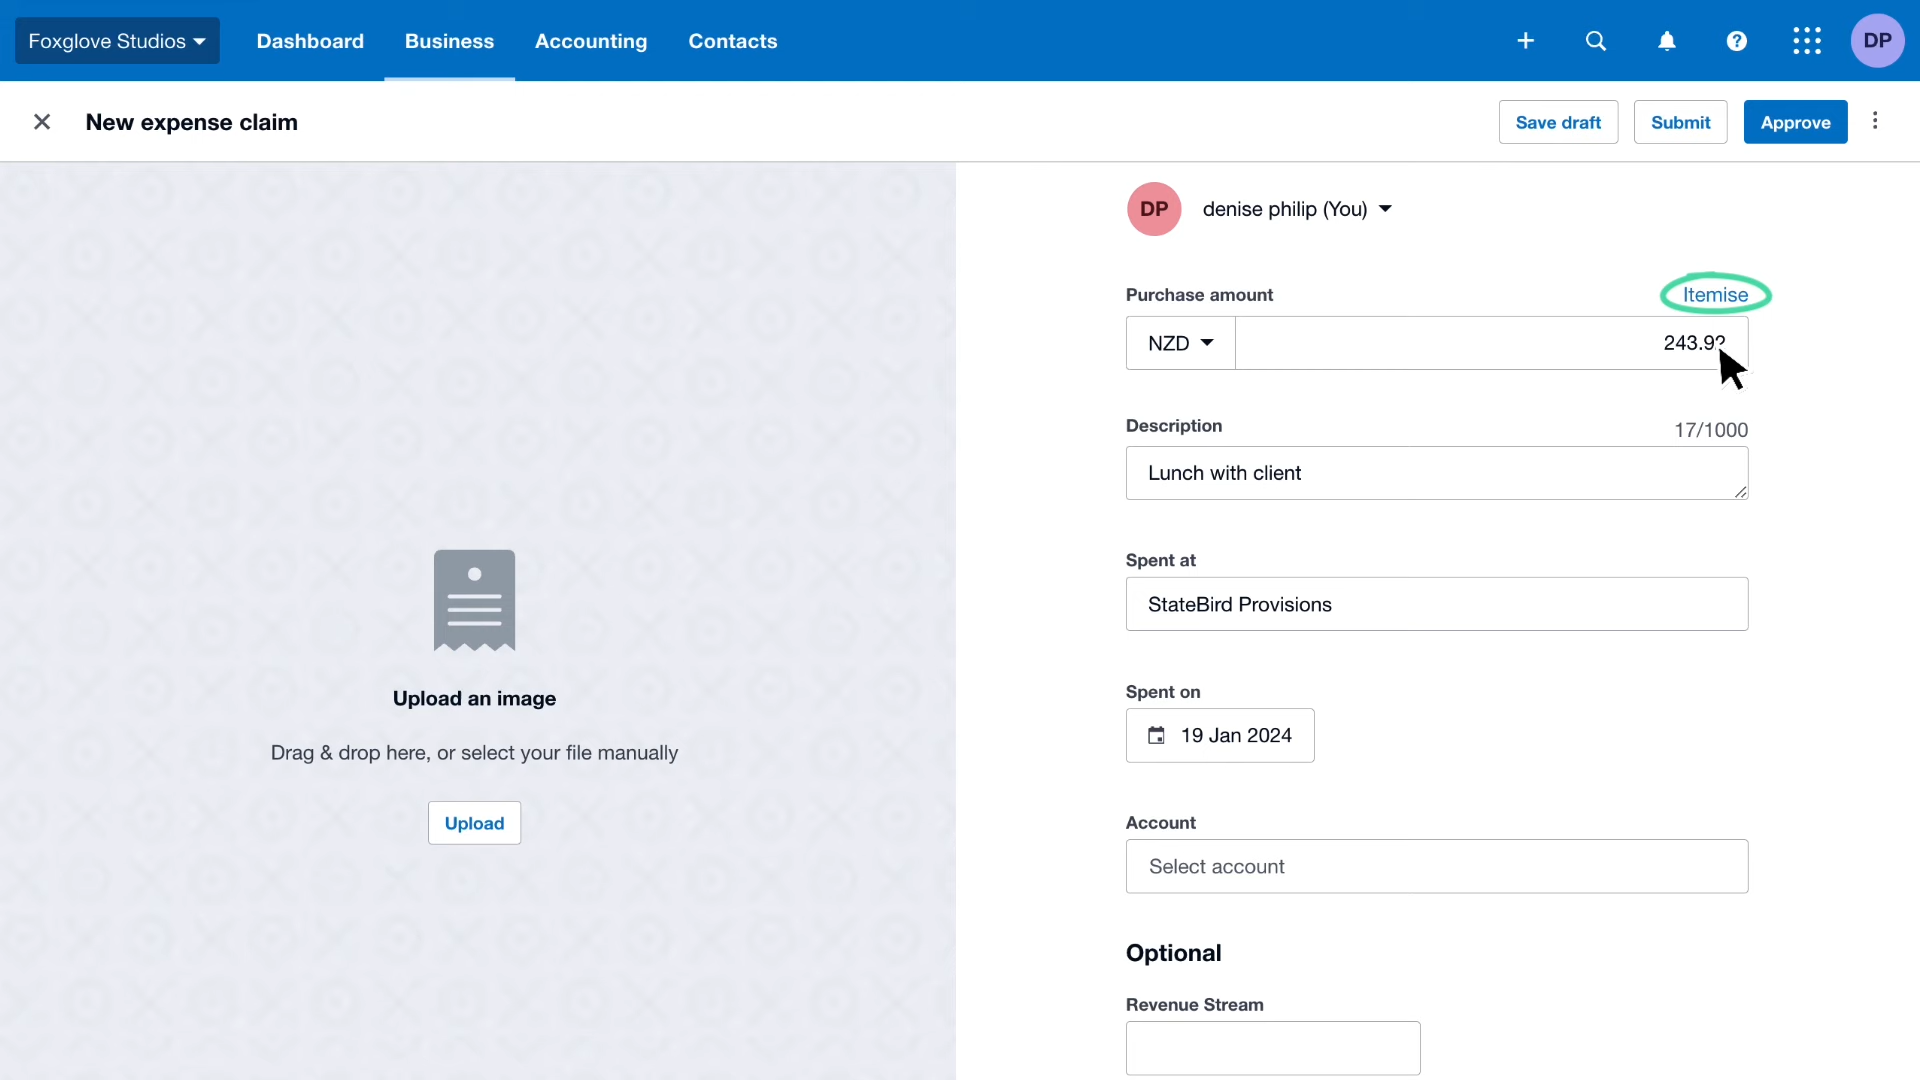 Foxglove Studios
Dashboard
Business
Accounting
Contacts
DP
New expense claim
Save draft
Submit
Approve
DP
denise philip (You)
Purchase amount
Itemise
NZD
Description
17/1000
Lunch with client
Spent at
StateBird Provisions
Spent on
19 Jan 2024
Upload an image
Drag & drop here, or select your file manually
Upload
Account
Select account
Optional
Revenue Stream